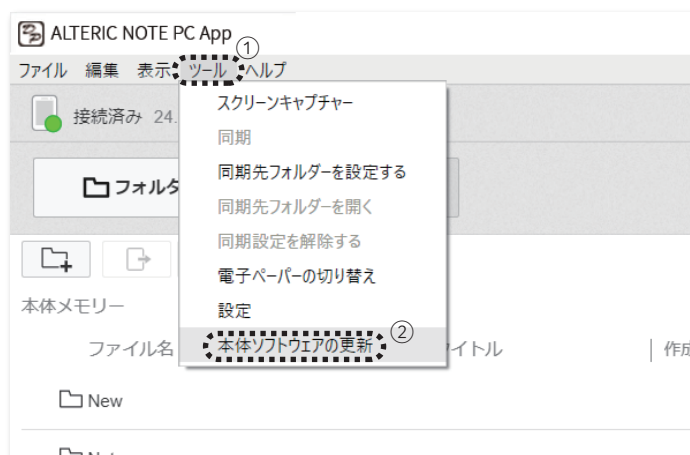 ALTERIC NOTE PC App
①
ファイル 編集 表示 ツール ヘルプ
接続済み 24.
スクリーンキャプチャー
同期
同期先フォルダーを設定する
フォルダ
同期先フォルダーを開く
同期設定を解除する
電子ペーパーの切り替え
本体メモリー
設定
本体ソフトウェアの更新
②
ファイル名
イトル
作成
New